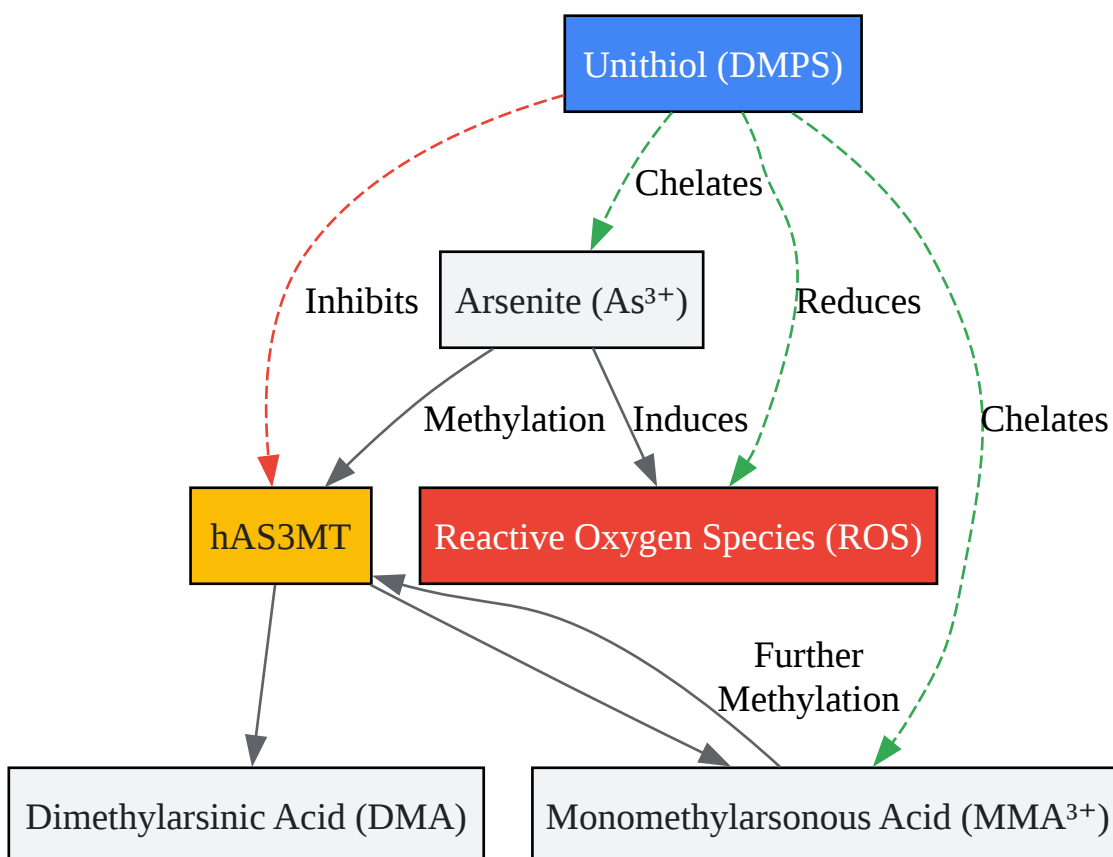 Unithiol (DMPS)
Chelates
Arsenite (As³⁺)
Inhibits
Reduces
Methylation
Induces
Chelates
hAS3MT
Reactive Oxygen Species (ROS)
Further
Methylation
Dimethylarsinic Acid (DMA)
Monomethylarsonous Acid (MMA³⁺)